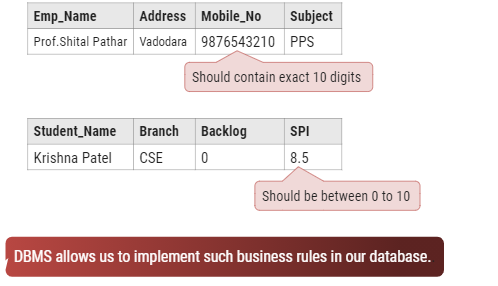 Emp_Name Address Mobile_No Subject
Prof.Shital Pathar Vadodara 9876543210 PPS
Should contain exact 10 digits
Student_Name Branch Backlog SPI
Krishna Patel CSE 0 8.5
Should be between 0 to 10
DBMS allows us to implement such business rules in our database.